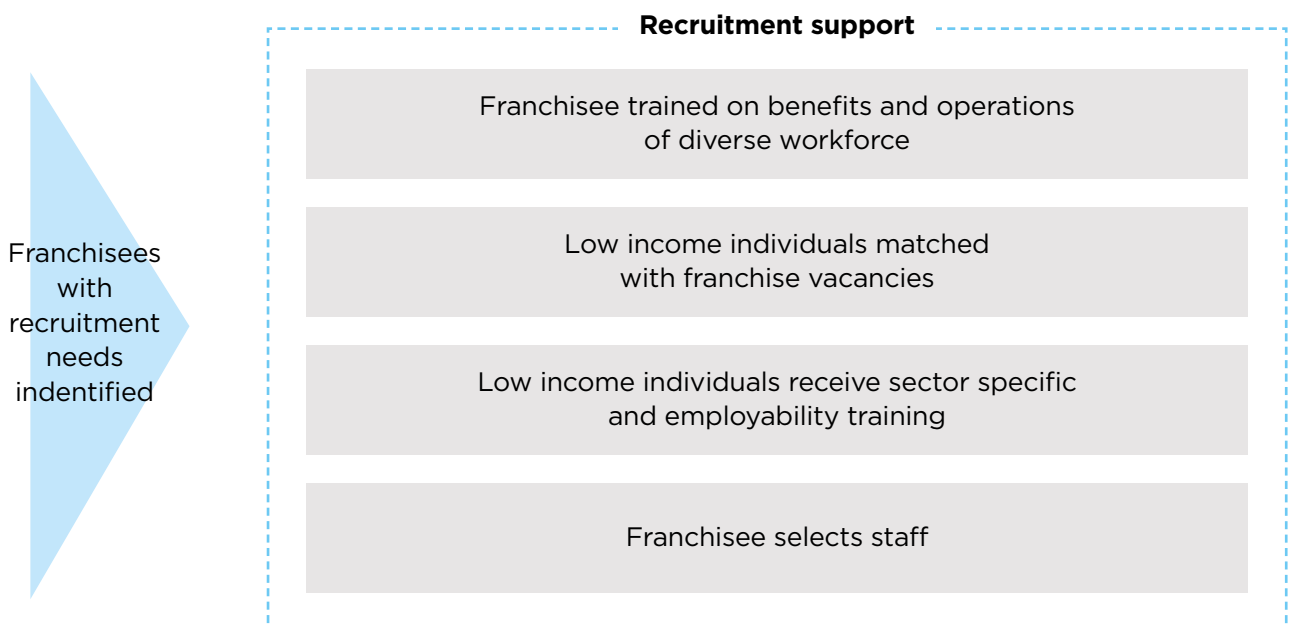 Recruitment support
Franchisees
with
recruitment
needs
indentified
Franchisee trained on benefits and operations
of diverse workforce
Low income individuals matched
with franchise vacancies
Low income individuals receive sector specific
and employability training
Franchisee selects staff